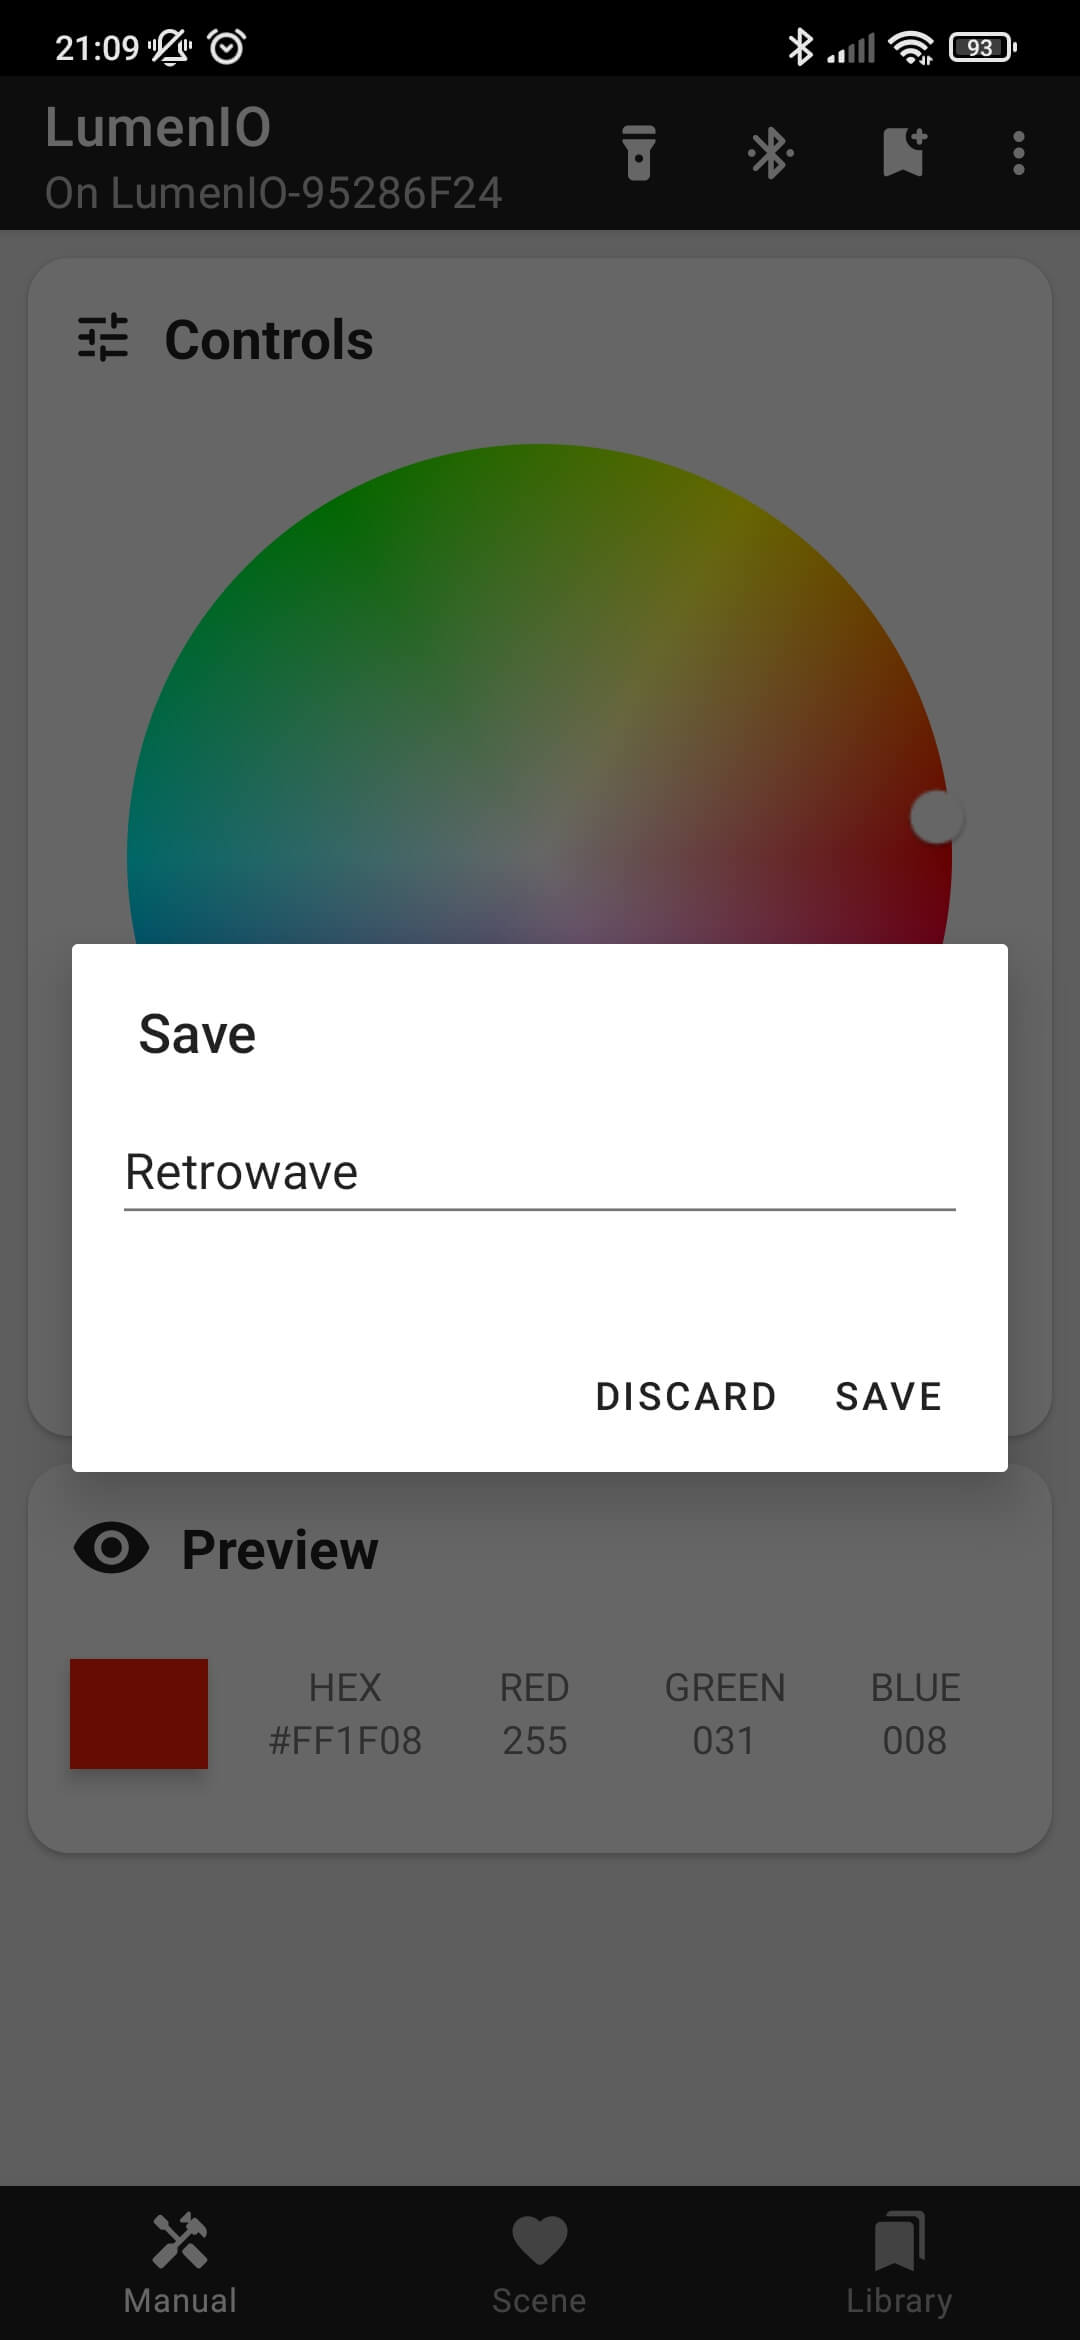 21:09
93
LumenIO
On LumenIO-95286F24
Controls
Save
Retrowave
DISCARD SAVE
Preview
HEX RED GREEN BLUE
#FF1F08 255 031 008
Manual Scene Library